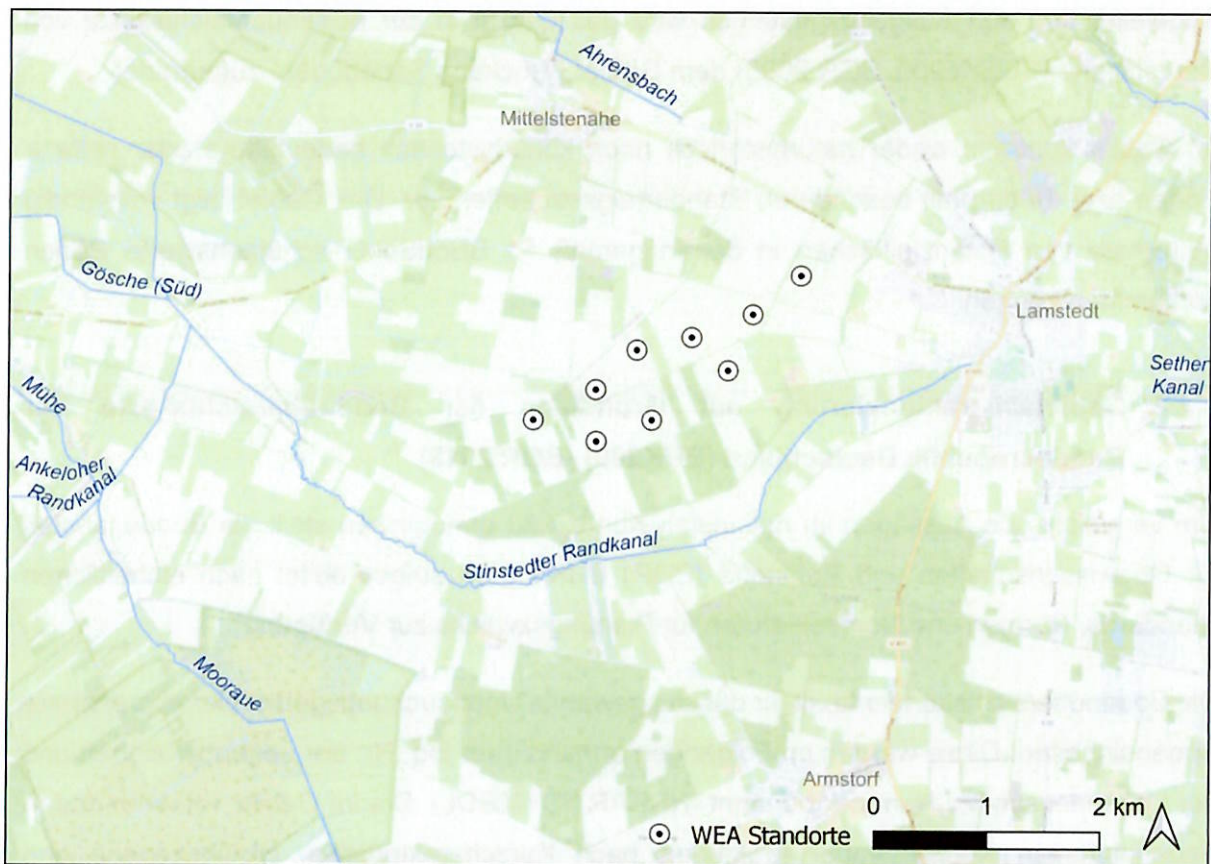 Ahrensbach
Mittelstenahe
Gösche (Süd)
Lamstedt
Sether
Kanal
Mühe
Ankeloher
Randkanal
Stinstedter Randkanal
Mooraue
Armstorf
0 1 2 km
WEA Standorte